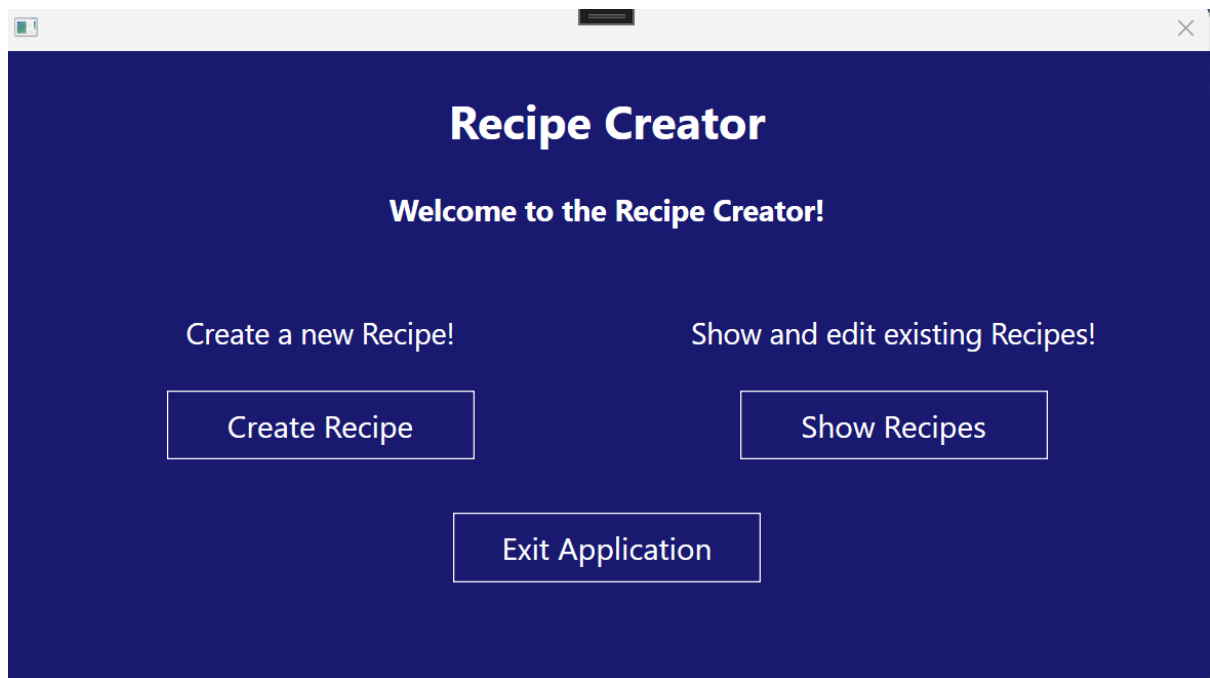 Recipe Creator
Welcome to the Recipe Creator!
Create a new Recipe!
Show and edit existing Recipes!
Create Recipe
Show Recipes
Exit Application